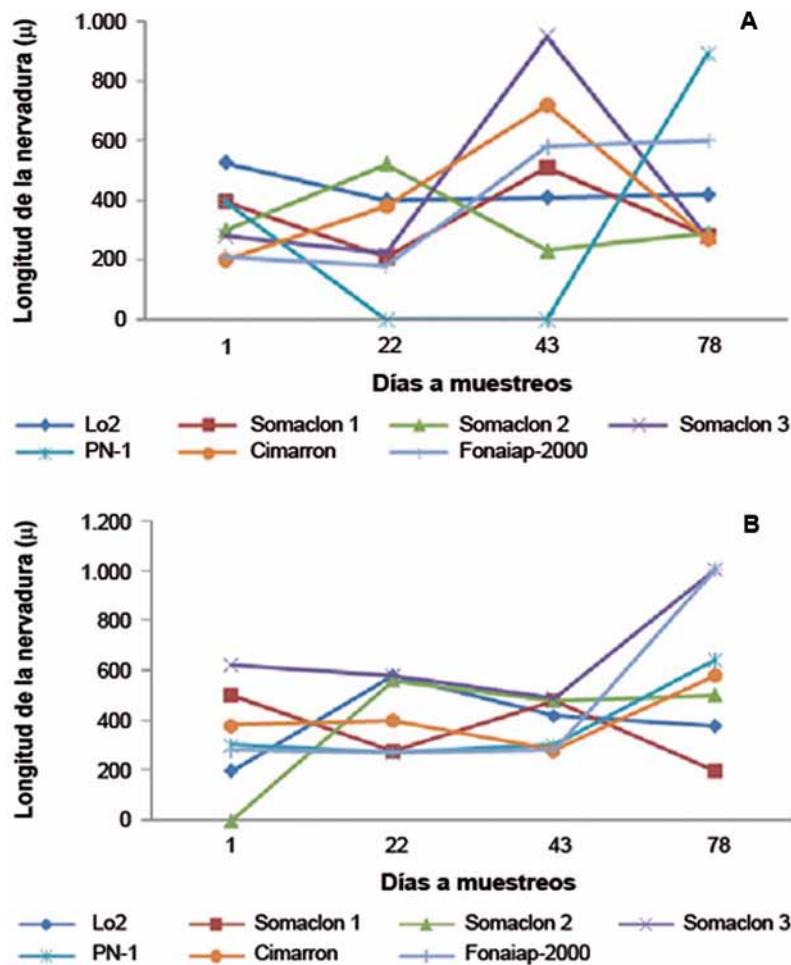 A
Longitud de la nervadura (µ)
1.000
800
600
400
200
0
1 22 43 78
Días a muestreos
Lo2 Somaclon 1 Somaclon 2 Somaclon 3
PN-1 Cimarron Fonaiap-2000
B
Longitud de la nervadura (µ)
1.200
1.000
800
600
400
200
0
1 22 43 78
Días a muestreos
Lo2 Somaclon 1 Somaclon 2 Somaclon 3
PN-1 Cimarron Fonaiap-2000